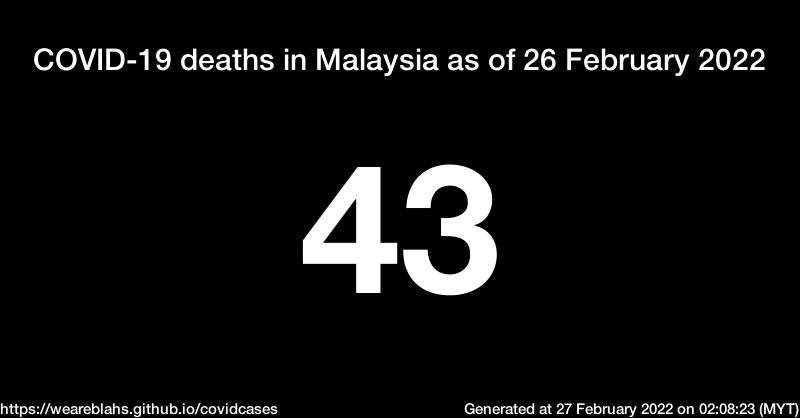 COVID-19 deaths in Malaysia as of 26 February 2022
43
https://weareblahs.github.io/covidcases
Generated at 27 February 2022 on 02:08:23 (MYT)